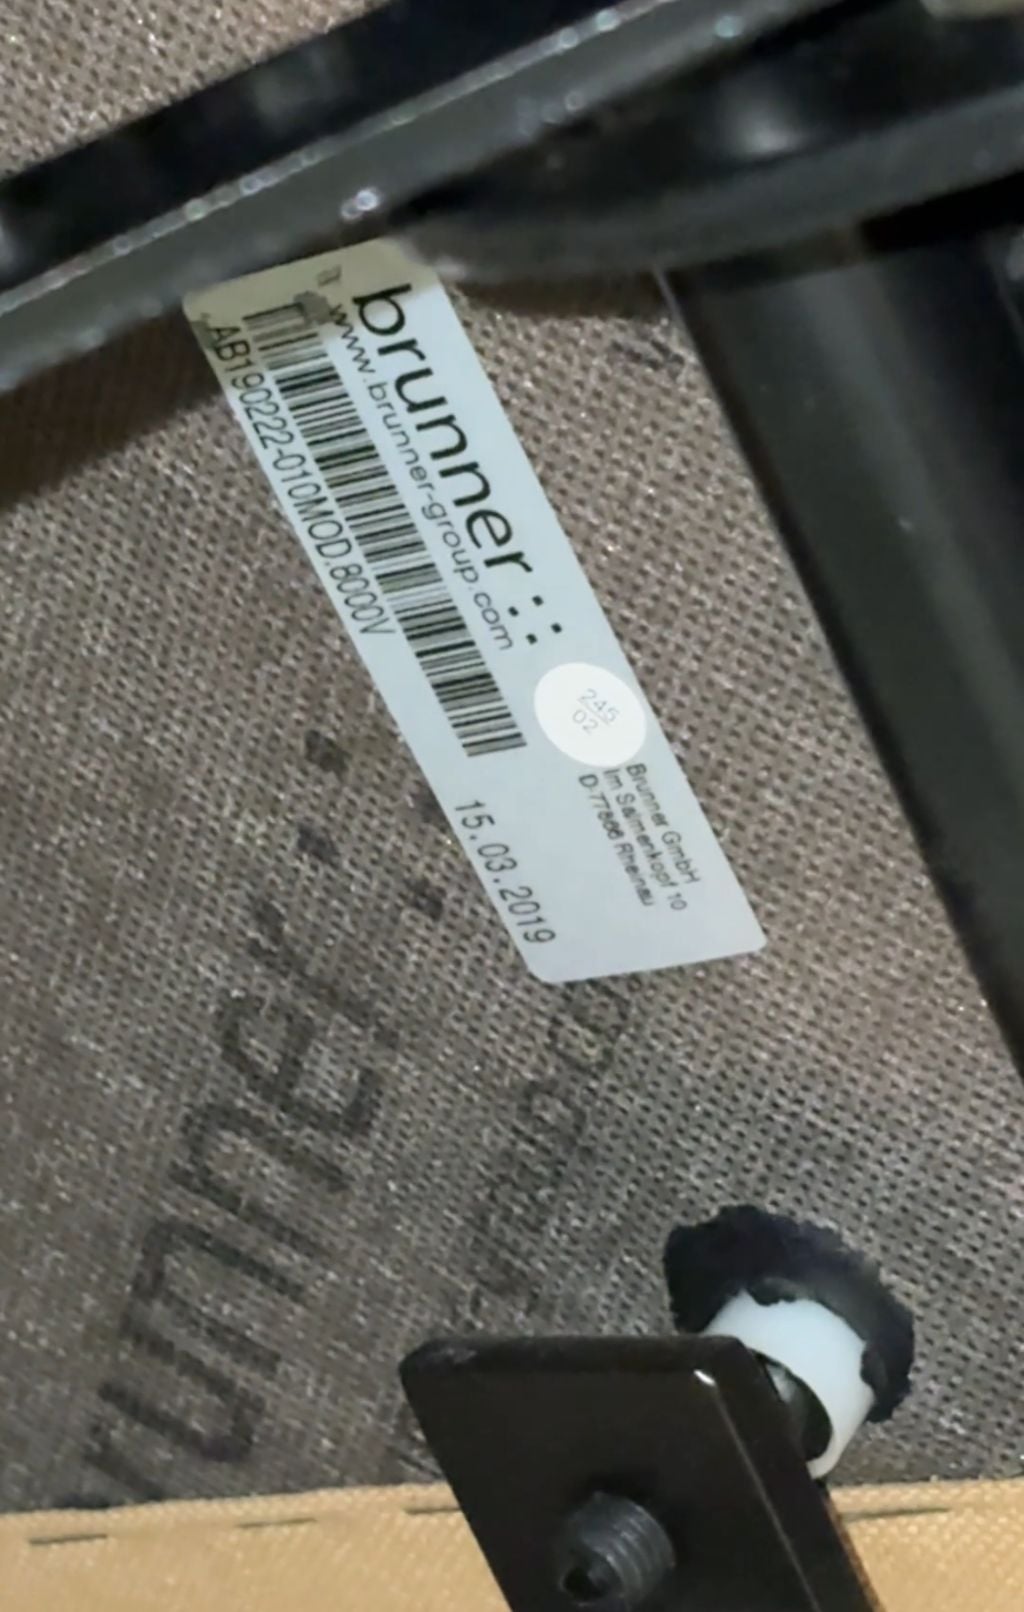 brunner
www.brunner-group.com
AB190222-010MOD.8000V
245
02
Brunner GmbH
Im Salmenkopf 10
D-77866 Rheinau
15.03.2019
runner